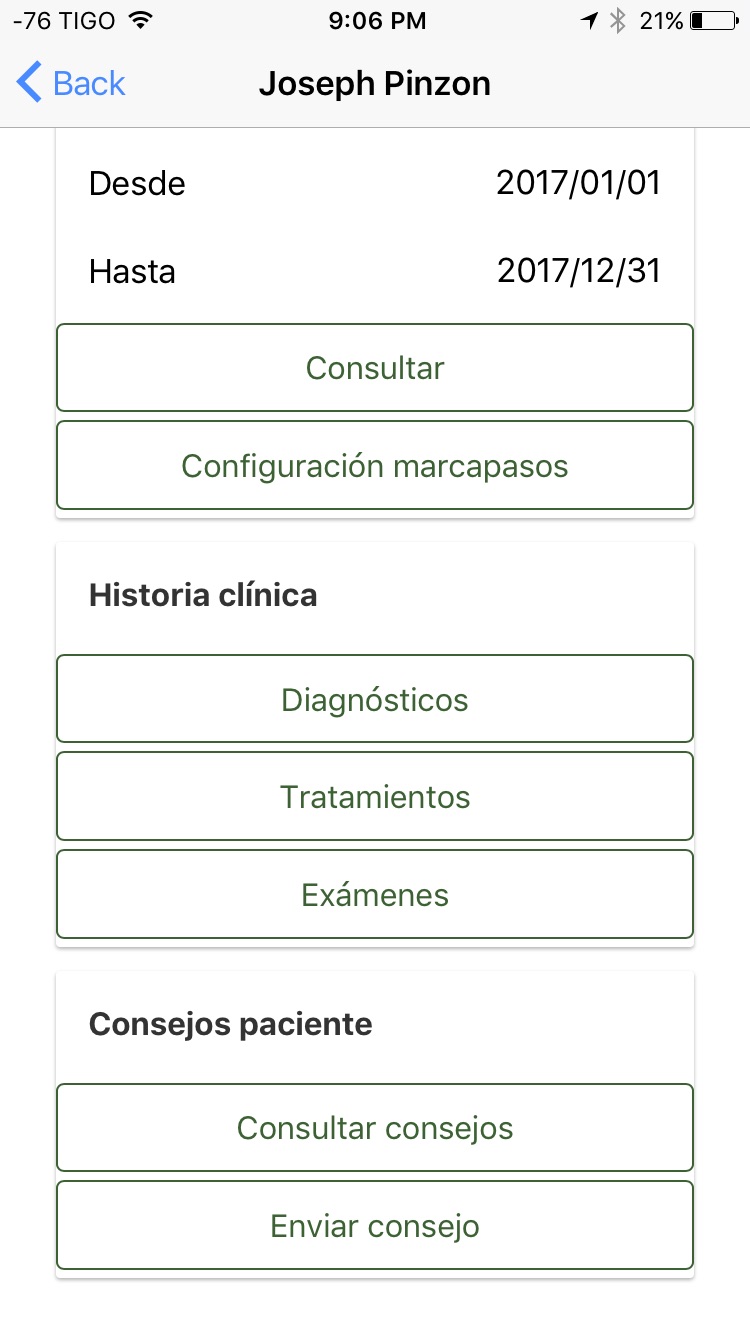 -76 TIGO 9:06 PM 21%
Back Joseph Pinzon
Desde 2017/01/01
Hasta 2017/12/31
Consultar
Configuración marcapasos
Historia clínica
Diagnósticos
Tratamientos
Exámenes
Consejos paciente
Consultar consejos
Enviar consejo